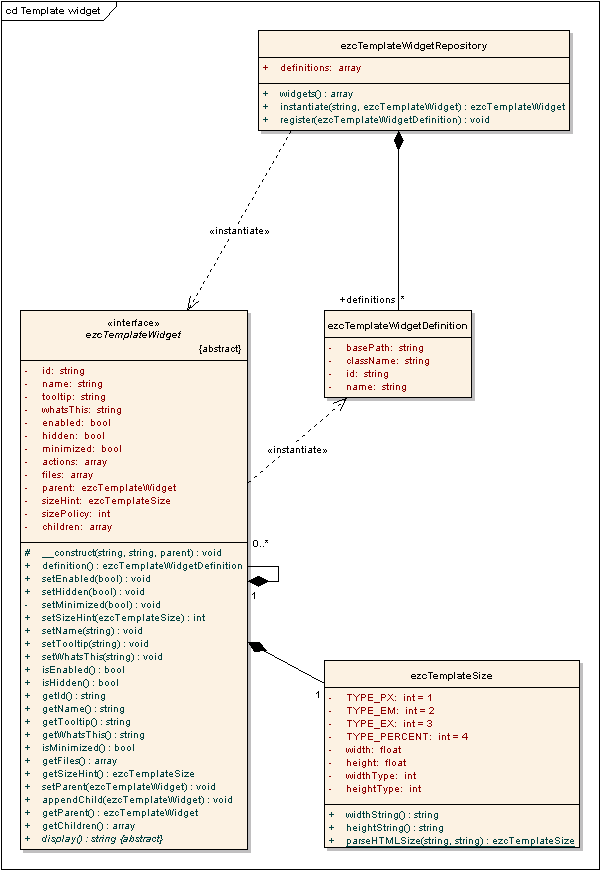 cd Template widget
ezcTemplateWidgetRepository
+ definitions: array
+ widgets() : array
+ instantiate(string, ezcTemplateWidget) : ezcTemplateWidget
+ register(ezcTemplateWidgetDefinition) : void
«instantiate»
+definitions *
«interface»
ezcTemplateWidget
{abstract}
- id: string
- name: string
- tooltip: string
- whatsThis: string
- enabled: bool
- hidden: bool
- minimized: bool
- actions: array
- files: array
- parent: ezcTemplateWidget
- sizeHint: ezcTemplateSize
- sizePolicy: int
- children: array
# __construct(string, string, parent) : void
+ definition() : ezcTemplateWidgetDefinition
+ setEnabled(bool) : void
+ setHidden(bool) : void
- setMinimized(bool) : void
+ setSizeHint(ezcTemplateSize) : int
+ setName(string) : void
+ setTooltip(string) : void
+ setWhatsThis(string) : void
+ isEnabled() : bool
+ isHidden() : bool
+ getId() : string
+ getName() : string
+ getTooltip() : string
+ getWhatsThis() : string
+ isMinimized() : bool
+ getFiles() : array
+ getSizeHint() : ezcTemplateSize
+ setParent(ezcTemplateWidget) : void
+ appendChild(ezcTemplateWidget) : void
+ getParent() : ezcTemplateWidget
+ getChildren() : array
+ display() : string {abstract}
ezcTemplateWidgetDefinition
- basePath: string
- className: string
- id: string
- name: string
«instantiate»
0..*
1
1
ezcTemplateSize
- TYPE_PX: int = 1
- TYPE_EM: int = 2
- TYPE_EX: int = 3
- TYPE_PERCENT: int = 4
- width: float
- height: float
- widthType: int
- heightType: int
+ widthString() : string
+ heightString() : string
+ parseHTMLSize(string, string) : ezcTemplateSize